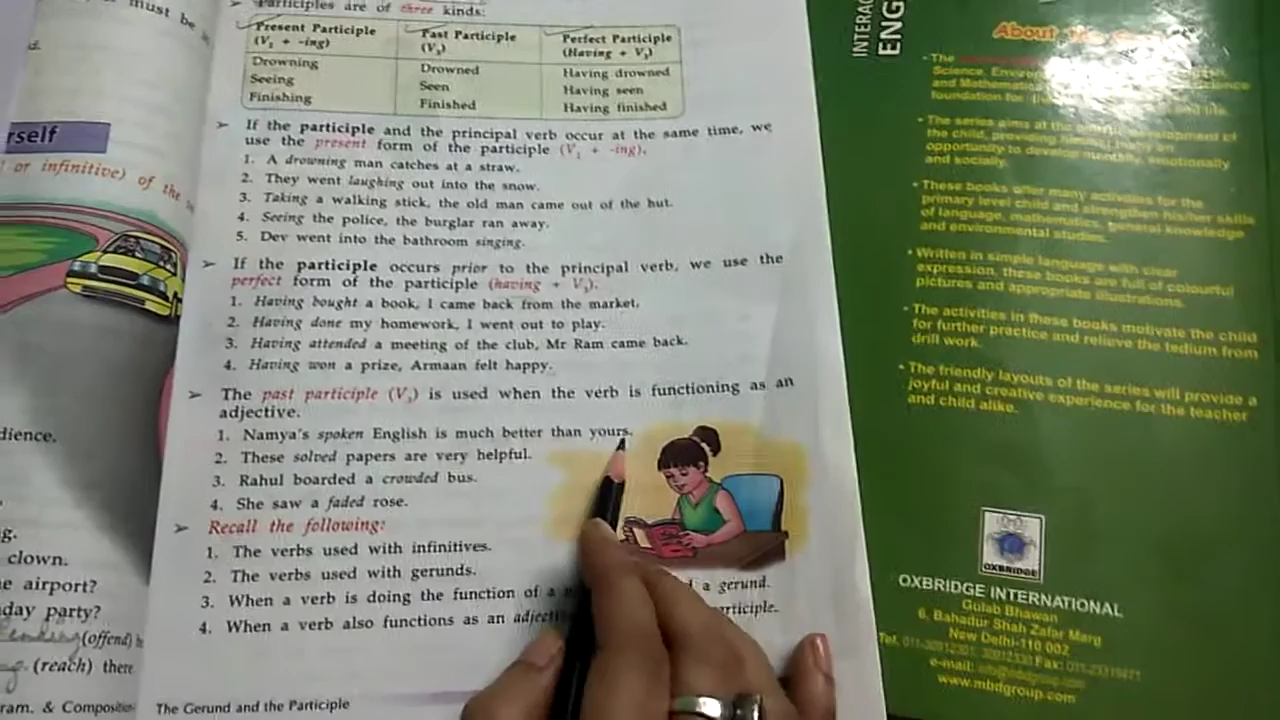 must be
d.
rself
or infinitive) of the
dience.
g.
clown.
e airport?
day party?
(offend)
(reach) there
ram. & Composition
Participles are of three kinds:
Present Participle Past Participle Perfect Participle
(V₁ + -ing) (V₃) (Having + V₃)
Drowning Drowned Having drowned
Seeing Seen Having seen
Finishing Finished Having finished
➢ If the participle and the principal verb occur at the same time, we
use the present form of the participle (V₁ + -ing).
1. A drowning man catches at a straw.
2. They went laughing out into the snow.
3. Taking a walking stick, the old man came out of the hut.
4. Seeing the police, the burglar ran away.
5. Dev went into the bathroom singing.
➢ If the participle occurs prior to the principal verb, we use the
perfect form of the participle (having + V₃).
1. Having bought a book, I came back from the market.
2. Having done my homework, I went out to play.
3. Having attended a meeting of the club, Mr Ram came back.
4. Having won a prize, Armaan felt happy.
➢ The past participle (V₃) is used when the verb is functioning as an
adjective.
1. Namya's spoken English is much better than yours.
2. These solved papers are very helpful.
3. Rahul boarded a crowded bus.
4. She saw a faded rose.
➢ Recall the following:
1. The verbs used with infinitives.
2. The verbs used with gerunds.
3. When a verb is doing the function of a a gerund.
4. When a verb also functions as an participle.
The Gerund and the Participle
INTERAC
ENG
About
• The
Science,
and Mathematics
foundation for
• The series aims at the development of
the child, providing an
opportunity to develop mentally, emotionally
and socially.
• These books offer many activities for the
primary level child and strengthen his/her skills
of language, mathematics, general knowledge
and environmental studies.
• Written in simple language with clear
expression, these books are full of colourful
pictures and appropriate illustrations.
• The activities in these books motivate the child
for further practice and relieve the tedium from
drill work.
• The friendly layouts of the series will provide a
joyful and creative experience for the teacher
and child alike.
OXBRIDGE
OXBRIDGE INTERNATIONAL
Gulab Bhawan
6, Bahadur Shah Zafar Marg
New Delhi-110 002
Tel. Fax:
e-mail:
www.mbdgroup.com